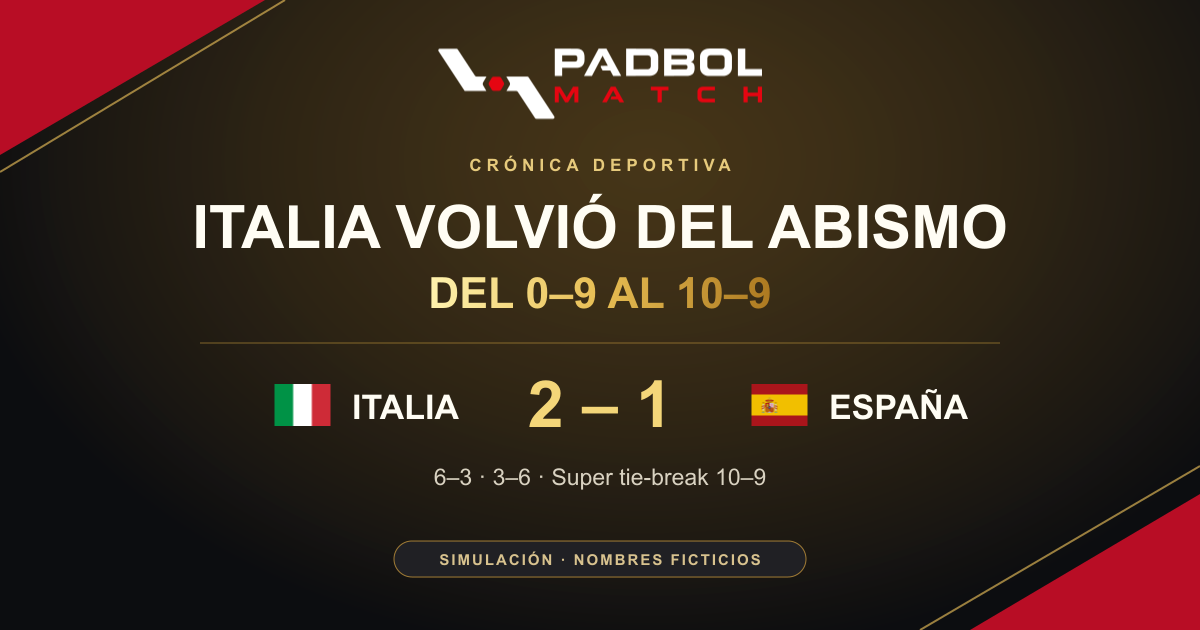 PADBOL
MATCH
CRÓNICA DEPORTIVA
ITALIA VOLVIÓ DEL ABISMO
DEL 0–9 AL 10–9
ITALIA 2 – 1 ESPAÑA
6–3 · 3–6 · Super tie-break 10–9
SIMULACIÓN · NOMBRES FICTICIOS